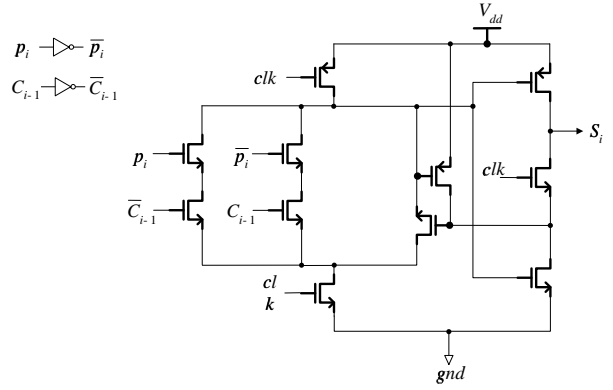 V_dd
p_i p̅_i
clk
C_{i-1} C̅_{i-1}
S_i
p_i p̅_i
clk
C̅_{i-1} C_{i-1}
cl
k
gnd